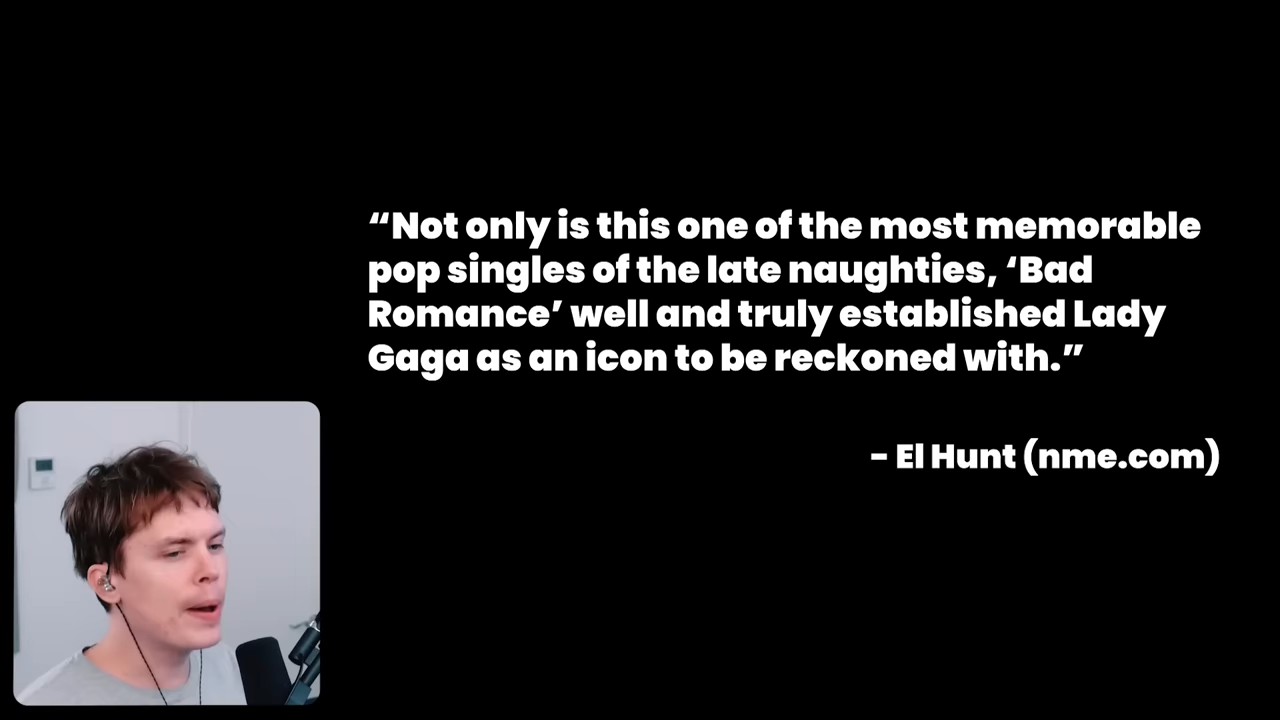 “Not only is this one of the most memorable
pop singles of the late naughties, ‘Bad
Romance’ well and truly established Lady
Gaga as an icon to be reckoned with.”
- El Hunt (nme.com)